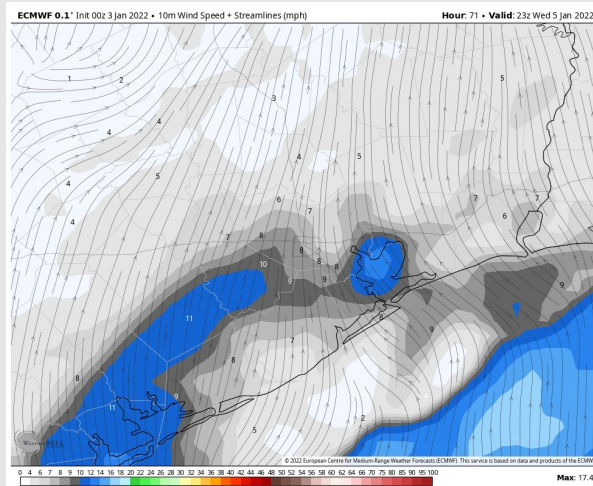 ECMWF 0.1° Init 00z 3 Jan 2022 • 10m Wind Speed + Streamlines (mph) Hour: 71 • Valid: 23z Wed 5 Jan 2022
1 2 5
3
4 4
4 5
4 5
6 7 7
4 7 6
7 8
8
10 8 8
9 9 9
11
8 9
7
8
8
9
11
2
5
WeatherBELL
© 2022 European Centre for Medium-Range Weather Forecasts (ECMWF). This service is based on data and products of the ECMW
0 4 5 6 7 8 9 10 12 14 16 18 20 22 24 26 28 30 32 34 36 38 40 42 44 46 48 50 52 54 56 58 60 62 64 66 70 75 80 85 90 95 100
Max: 17.4